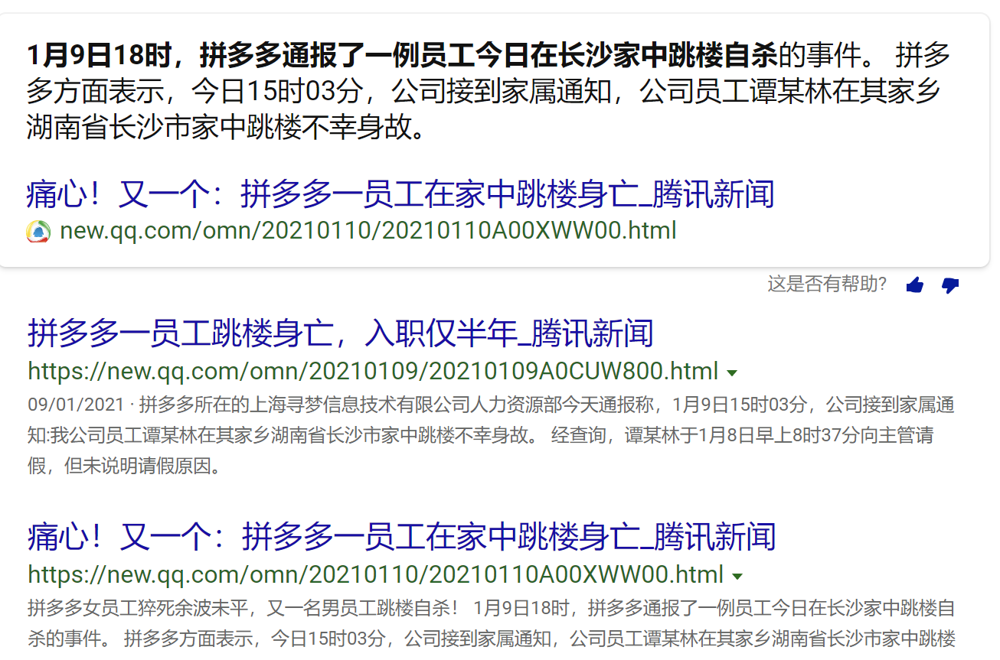 1月9日18时，拼多多通报了一例员工今日在长沙家中跳楼自杀的事件。 拼多
多方面表示，今日15时03分，公司接到家属通知，公司员工谭某林在其家乡
湖南省长沙市家中跳楼不幸身故。
痛心！又一个：拼多多一员工在家中跳楼身亡_腾讯新闻
new.qq.com/omn/20210110/20210110A00XWW00.html
这是否有帮助?
拼多多一员工跳楼身亡，入职仅半年_腾讯新闻
https://new.qq.com/omn/20210109/20210109A0CUW800.html
09/01/2021 · 拼多多所在的上海寻梦信息技术有限公司人力资源部今天通报称，1月9日15时03分，公司接到家属通
知:我公司员工谭某林在其家乡湖南省长沙市家中跳楼不幸身故。 经查询，谭某林于1月8日早上8时37分向主管请
假，但未说明请假原因。
痛心！又一个：拼多多一员工在家中跳楼身亡_腾讯新闻
https://new.qq.com/omn/20210110/20210110A00XWW00.html
拼多多女员工猝死余波未平，又一名男员工跳楼自杀！ 1月9日18时，拼多多通报了一例员工今日在长沙家中跳楼自
杀的事件。 拼多多方面表示，今日15时03分，公司接到家属通知，公司员工谭某林在其家乡湖南省长沙市家中跳楼